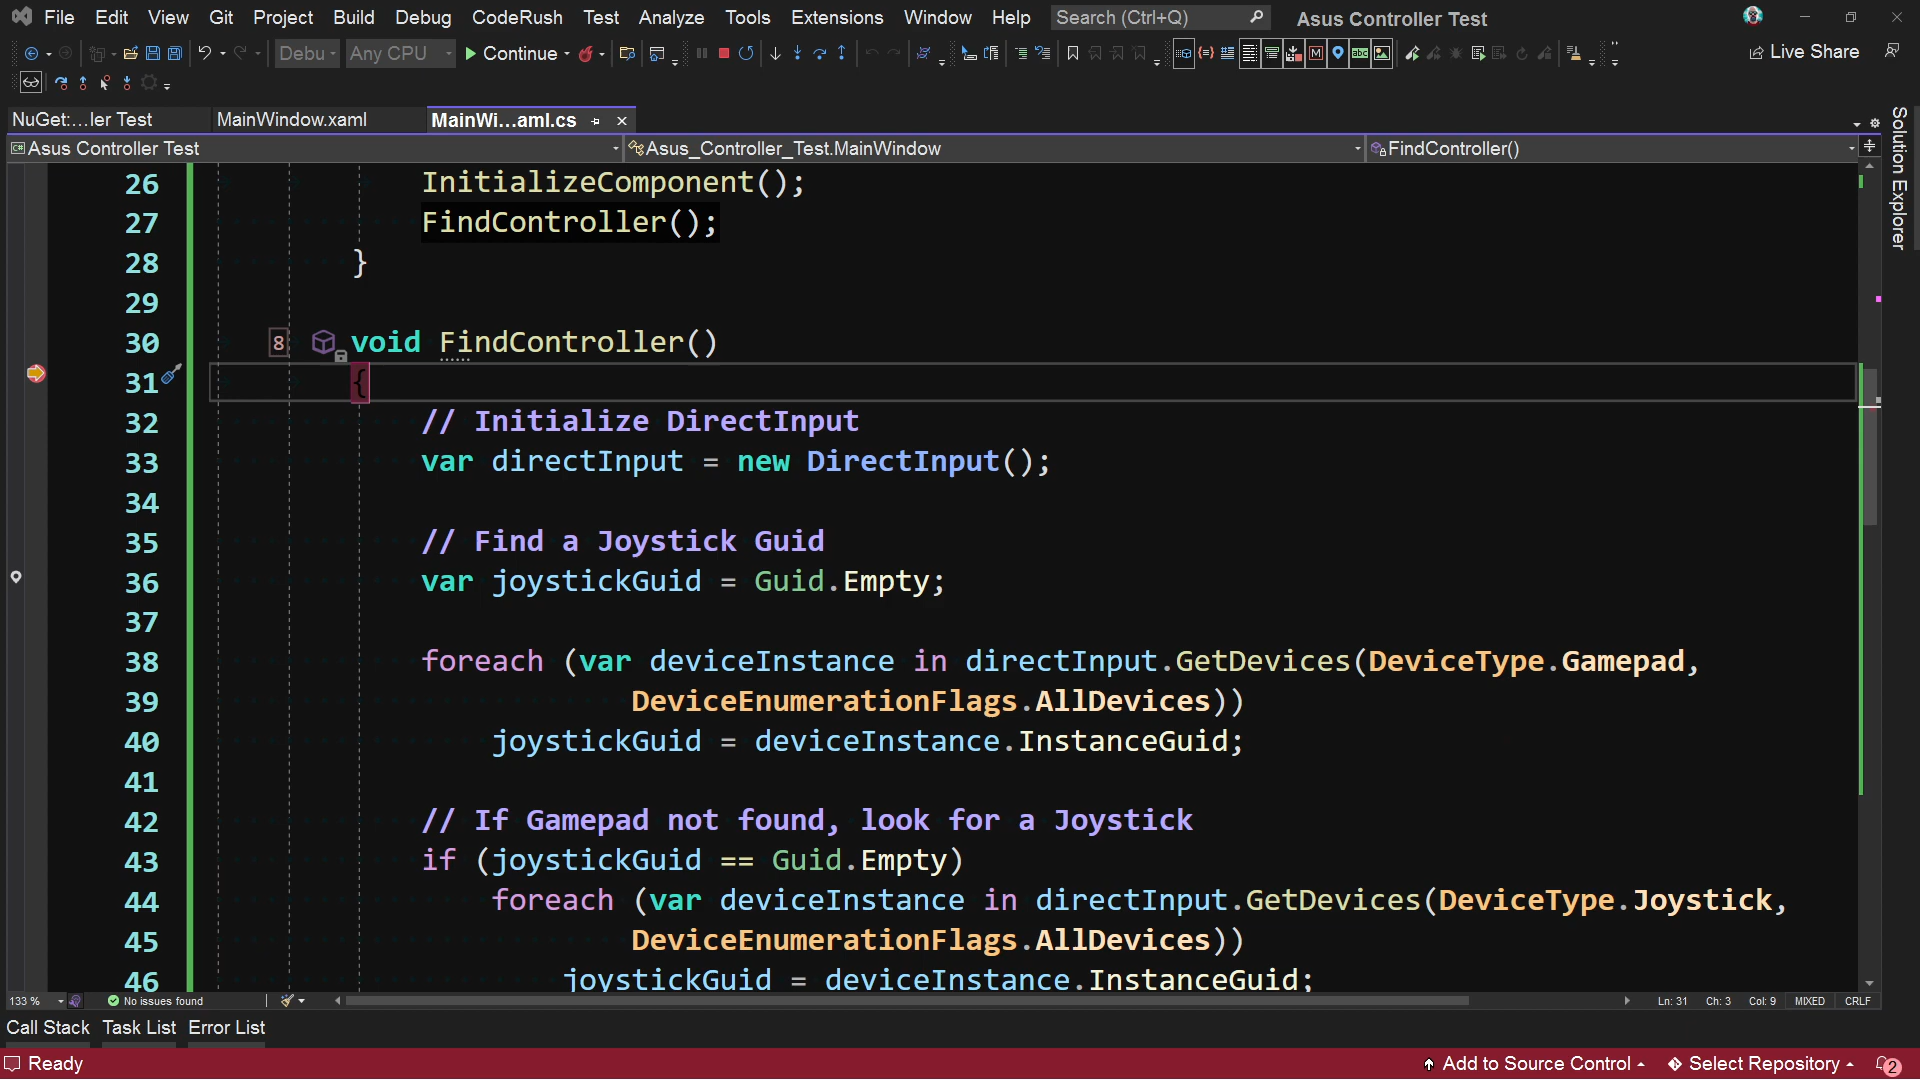 File Edit View Git Project Build Debug CodeRush Test Analyze Tools Extensions Window Help Search (Ctrl+Q) Asus Controller Test
Debu Any CPU Continue Live Share
NuGet:...ler Test MainWindow.xaml MainWi...aml.cs
Asus Controller Test Asus_Controller_Test.MainWindow FindController()
Solution Explorer
26 InitializeComponent();
27 FindController();
28 }
29
30 8 void FindController()
31 {
32 // Initialize DirectInput
33 var directInput = new DirectInput();
34
35 // Find a Joystick Guid
36 var joystickGuid = Guid.Empty;
37
38 foreach (var deviceInstance in directInput.GetDevices(DeviceType.Gamepad,
39 DeviceEnumerationFlags.AllDevices))
40 joystickGuid = deviceInstance.InstanceGuid;
41
42 // If Gamepad not found, look for a Joystick
43 if (joystickGuid == Guid.Empty)
44 foreach (var deviceInstance in directInput.GetDevices(DeviceType.Joystick,
45 DeviceEnumerationFlags.AllDevices))
46 joystickGuid = deviceInstance.InstanceGuid;
133 % No issues found Ln: 31 Ch: 3 Col: 9 MIXED CRLF
Call Stack Task List Error List
Ready Add to Source Control Select Repository 2